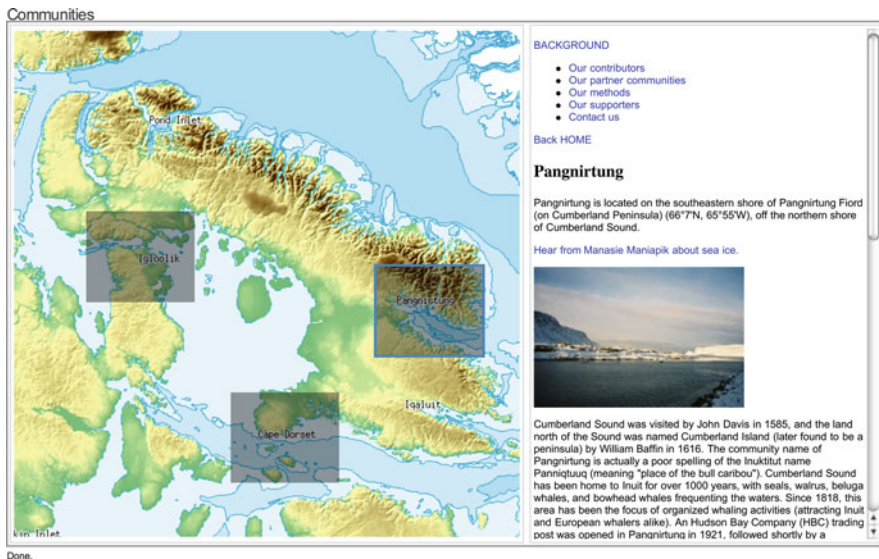 Communities
Pond Inlet
Igloolik
Pangnirtung
Iqaluit
Cape Dorset
BACKGROUND
Our contributors
Our partner communities
Our methods
Our supporters
Contact us
Back HOME
Pangnirtung
Pangnirtung is located on the southeastern shore of Pangnirtung Fiord
(on Cumberland Peninsula) (66°7'N, 65°55'W), off the northern shore
of Cumberland Sound.
Hear from Manasie Maniapik about sea ice.
Cumberland Sound was visited by John Davis in 1585, and the land
north of the Sound was named Cumberland Island (later found to be a
peninsula) by William Baffin in 1616. The community name of
Pangnirtung is actually a poor spelling of the Inuktitut name
Panniqtuuq (meaning "place of the bull caribou"). Cumberland Sound
has been home to Inuit for over 1000 years, with seals, walrus, beluga
whales, and bowhead whales frequenting the waters. Since 1818, this
area has been the focus of organized whaling activities (attracting Inuit
and European whalers alike). An Hudson Bay Company (HBC) trading
post was opened in Pangnirtung in 1921, followed shortly by a
Inlet
Done.